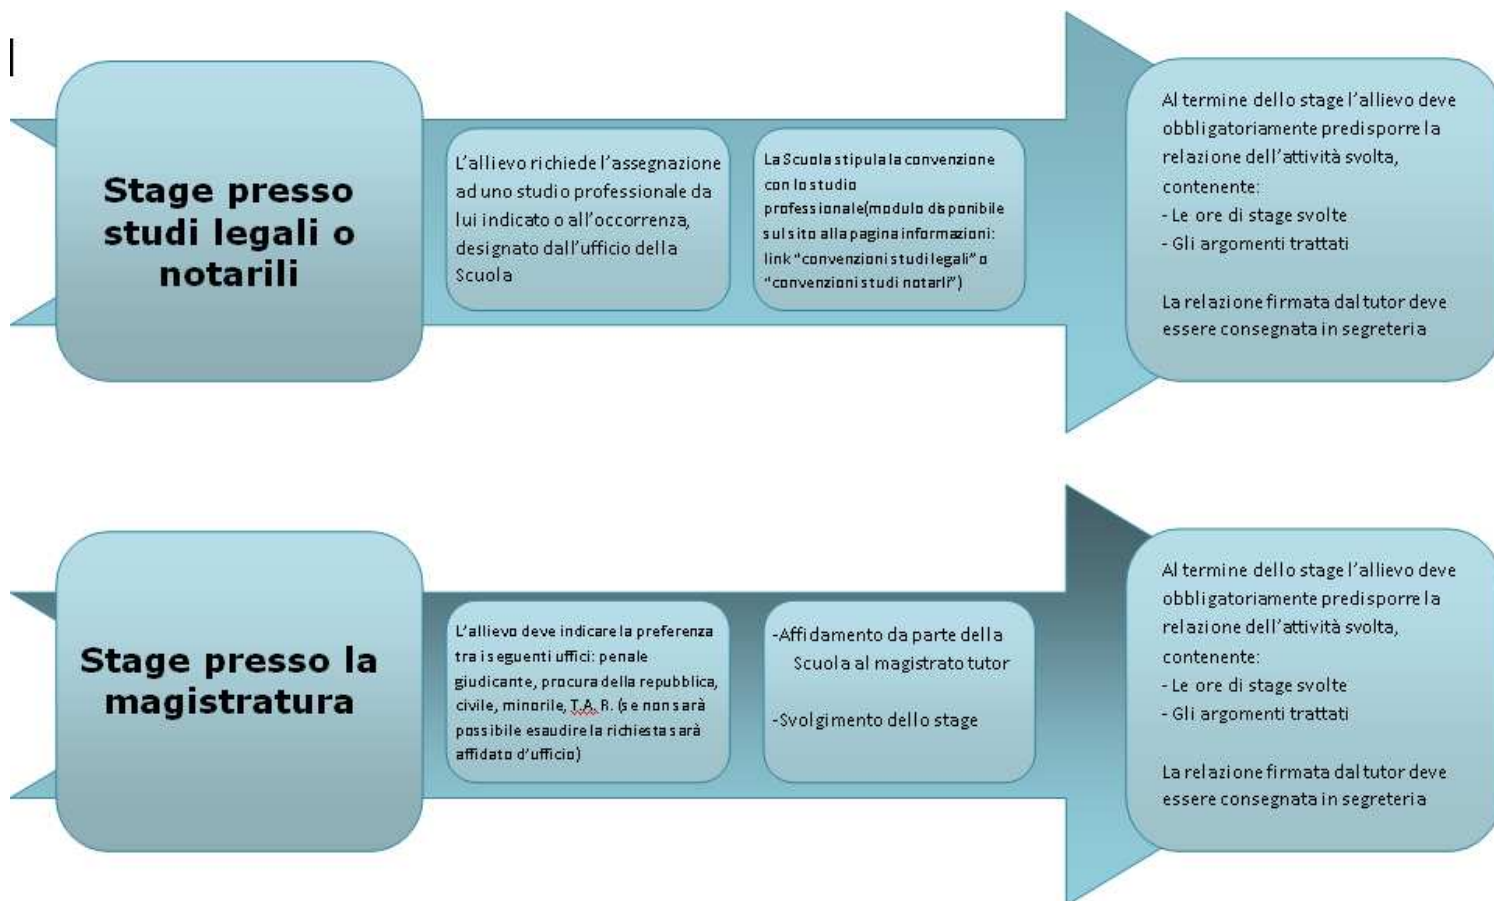 Stage presso
studi legali o
notarili
L'allievo richiede l'assegnazione
ad uno studio professionale da
lui indicato o all'occorrenza,
designato dall'ufficio della
Scuola
La Scuola stipula la convenzione
con lo studio
professionale(modulo disponibile
sul sito alla pagina informazioni:
link "convenzioni studi legali" o
"convenzioni studi notarli")
Al termine dello stage l'allievo deve
obbligatoriamente predisporre la
relazione dell'attività svolta,
contenente:
- Le ore di stage svolte
- Gli argomenti trattati
La relazione firmata dal tutor deve
essere consegnata in segreteria
Stage presso la
magistratura
L'allievo deve indicare la preferenza
tra i seguenti uffici: penale
giudicante, procura della repubblica,
civile, minorile, T.A. R. (se non sarà
possibile esaudire la richiesta sarà
affidato d'ufficio)
-Affidamento da parte della
Scuola al magistrato tutor
-Svolgimento dello stage
Al termine dello stage l'allievo deve
obbligatoriamente predisporre la
relazione dell'attività svolta,
contenente:
- Le ore di stage svolte
- Gli argomenti trattati
La relazione firmata dal tutor deve
essere consegnata in segreteria